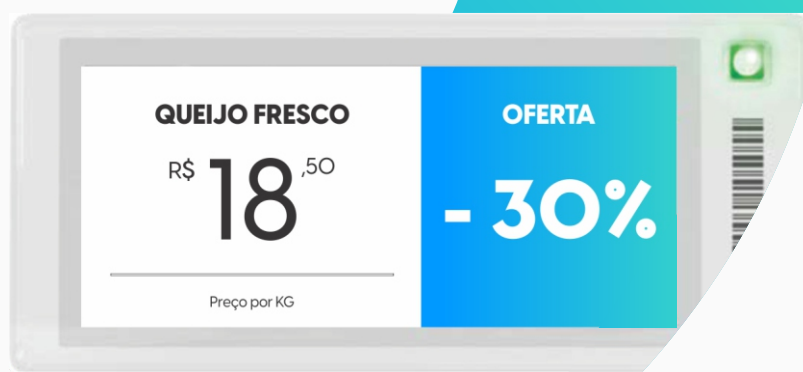 QUEIJO FRESCO
R$ 18,50
Preço por KG
OFERTA
- 30%